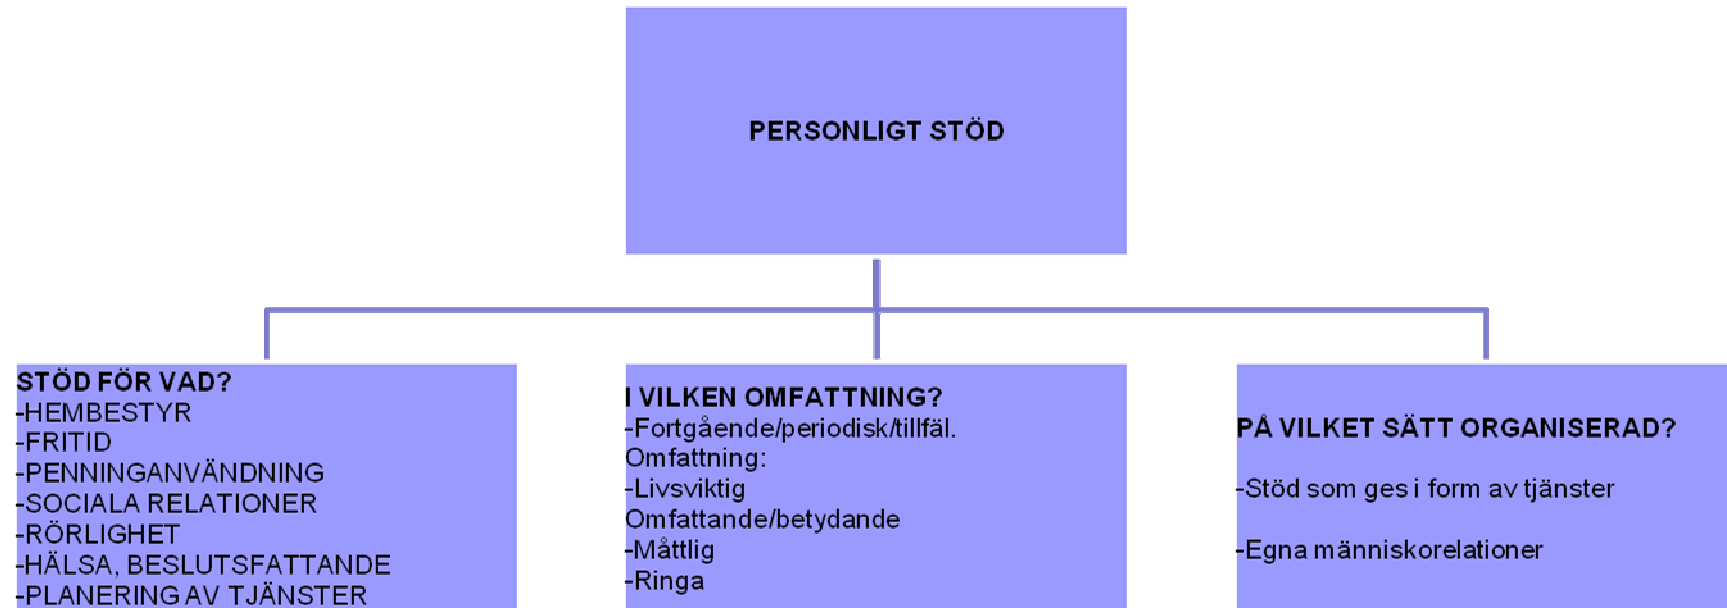 PERSONLIGT STÖD
STÖD FÖR VAD?
-HEMBESTYR
-FRITID
-PENNINGANVÄNDNING
-SOCIALA RELATIONER
-RÖRLIGHET
-HÄLSA, BESLUTSFATTANDE
-PLANERING AV TJÄNSTER
I VILKEN OMFATTNING?
-Fortgående/periodisk/tillfäl.
Omfattning:
-Livsviktig
Omfattande/betydande
-Måttlig
-Ringa
PÅ VILKET SÄTT ORGANISERAD?
-Stöd som ges i form av tjänster
-Egna människorelationer